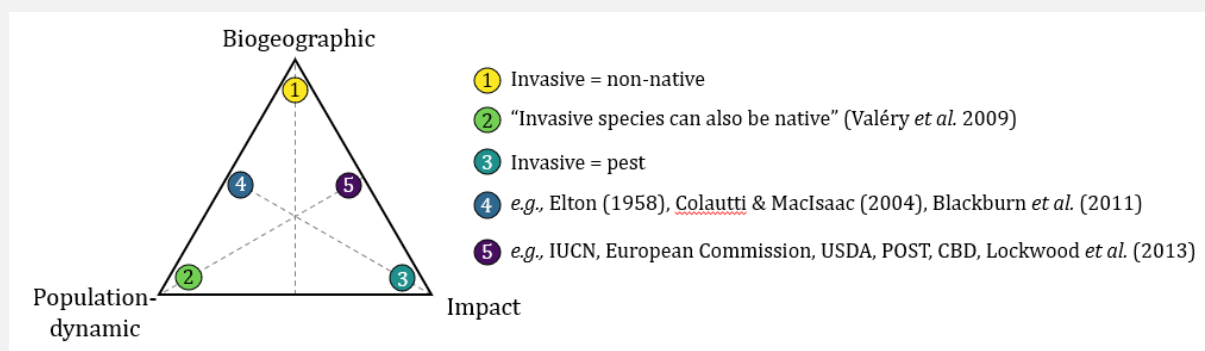 Biogeographic
1
4
5
2
3
Population-
dynamic
Impact
1 Invasive = non-native
2 “Invasive species can also be native” (Valéry et al. 2009)
3 Invasive = pest
4 e.g., Elton (1958), Colautti & MacIsaac (2004), Blackburn et al. (2011)
5 e.g., IUCN, European Commission, USDA, POST, CBD, Lockwood et al. (2013)